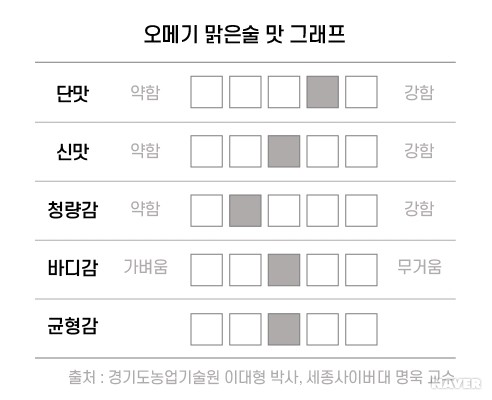 오메기 맑은술 맛 그래프
단맛 약함 강함
신맛 약함 강함
청량감 약함 강함
바디감 가벼움 무거움
균형감
출처 : 경기도농업기술원 이대형 박사, 세종사이버대 명욱 교수
NAVER